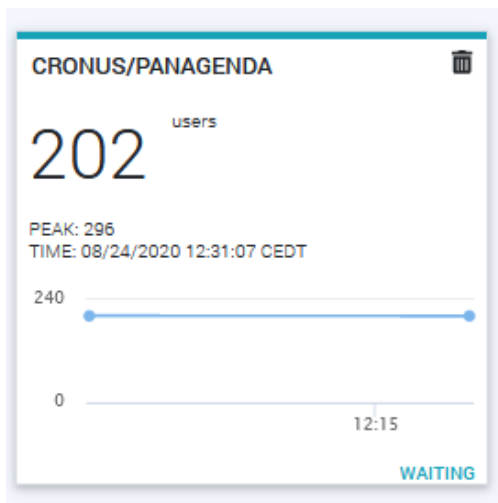 CRONUS/PANAGENDA
202 users
PEAK: 296
TIME: 08/24/2020 12:31:07 CEDT
240
0
12:15
WAITING